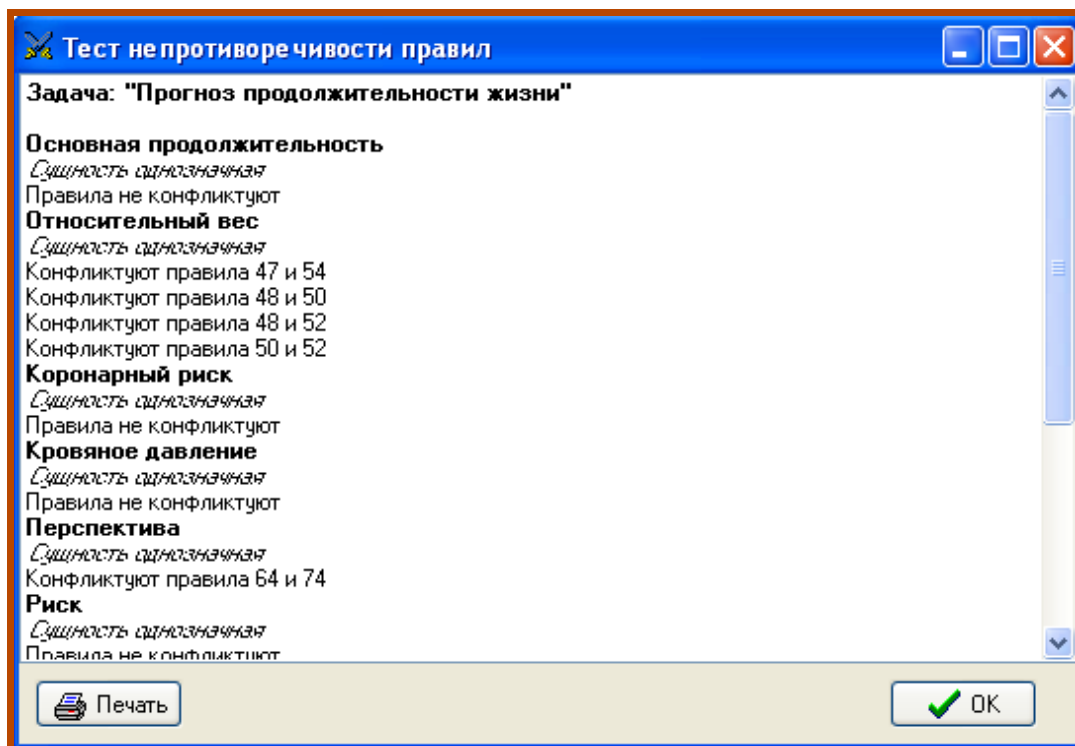 Тест непротиворечивости правил
Задача: "Прогноз продолжительности жизни"
Основная продолжительность
Сущность однозначная
Правила не конфликтуют
Относительный вес
Сущность однозначная
Конфликтуют правила 47 и 54
Конфликтуют правила 48 и 50
Конфликтуют правила 48 и 52
Конфликтуют правила 50 и 52
Коронарный риск
Сущность однозначная
Правила не конфликтуют
Кровяное давление
Сущность однозначная
Правила не конфликтуют
Перспектива
Сущность однозначная
Конфликтуют правила 64 и 74
Риск
Сущность однозначная
Правила не конфликтуют
Печать
OK